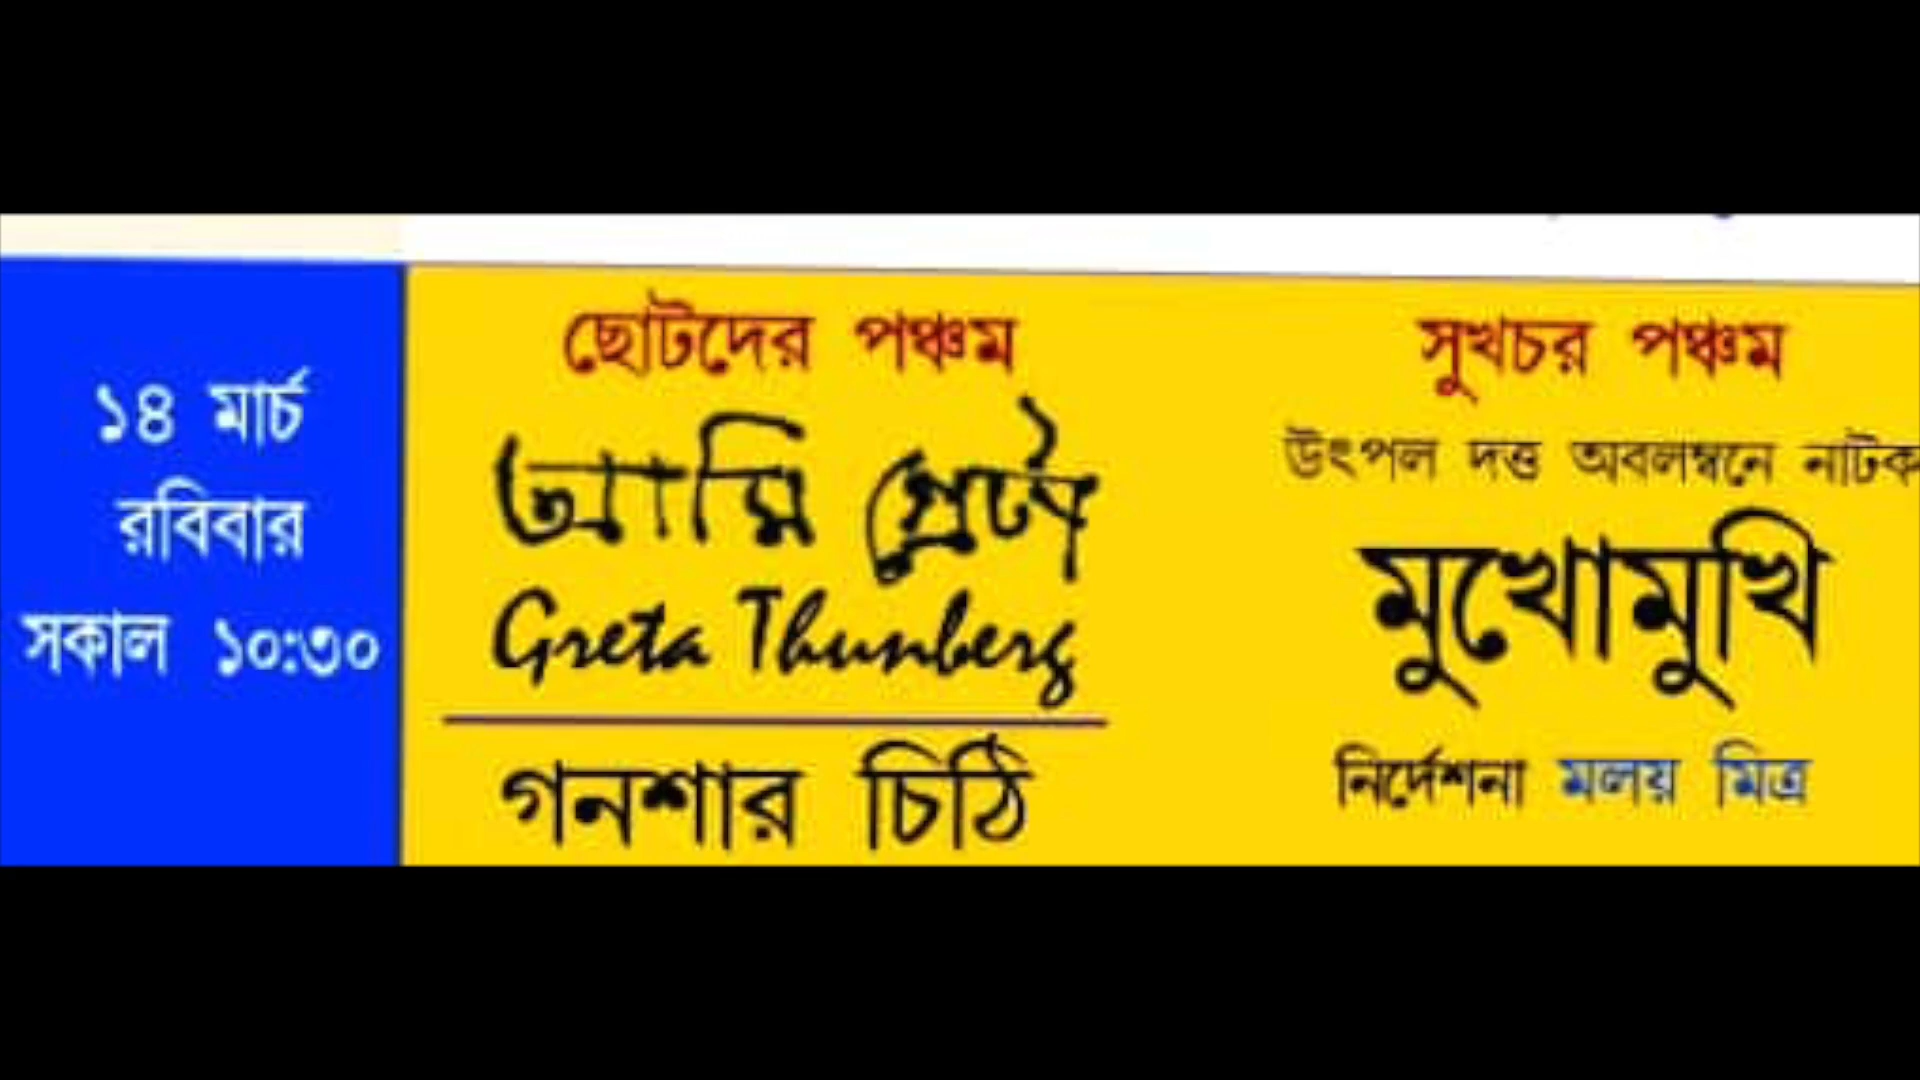 ১৪ মার্চ
রবিবার
সকাল ১০:৩০
ছোটদের পঞ্চম
আমি গ্রেটা
Greta Thunberg
গনশার চিঠি
সুখচর পঞ্চম
উৎপল দত্ত অবলম্বনে নাটক
মুখোমুখি
নির্দেশনা মলয় মিত্র